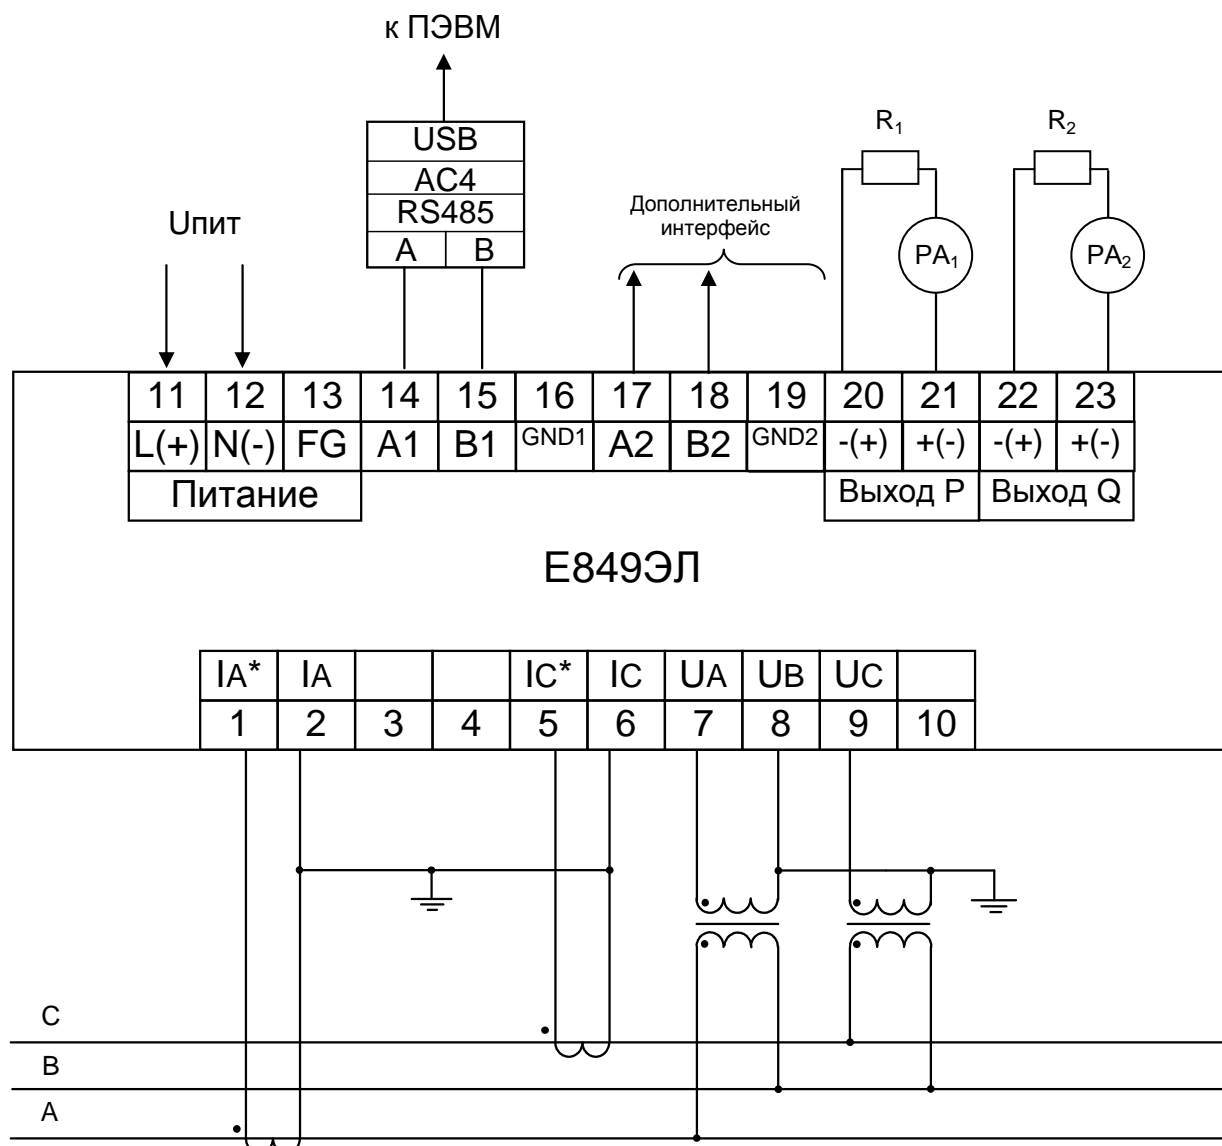 к ПЭВМ
USB
AC4
RS485
A B
Uпит
Дополнительный
интерфейс
R1 R2
PA1 PA2
11 12 13 14 15 16 17 18 19 20 21 22 23
L(+) N(-) FG A1 B1 GND1 A2 B2 GND2 -(+) +(-) -(+) +(-)
Питание Выход P Выход Q
Е849ЭЛ
IA* IA IC* IC UA UB UC
1 2 3 4 5 6 7 8 9 10
C
B
A